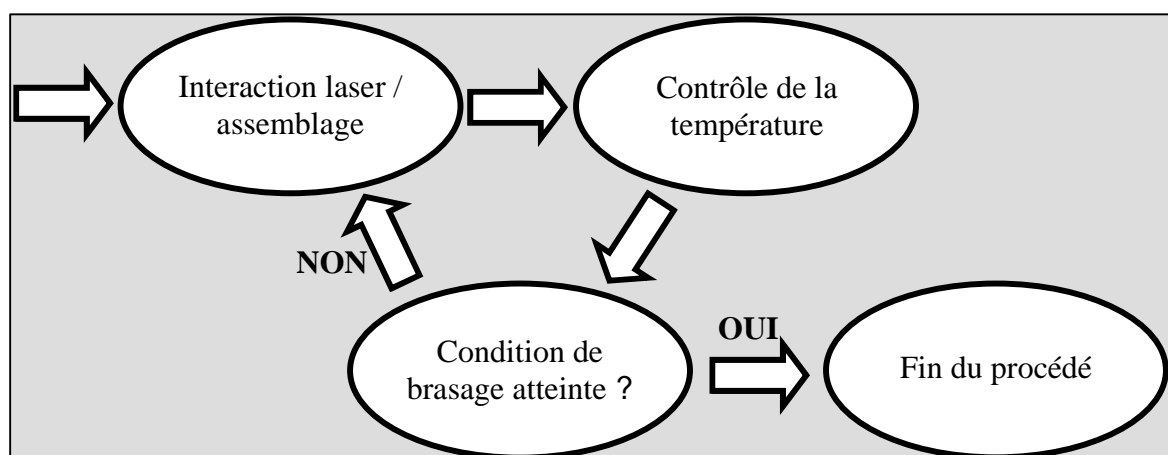 Interaction laser /
assemblage
Contrôle de la
température
NON
Condition de
brasage atteinte ?
OUI
Fin du procédé